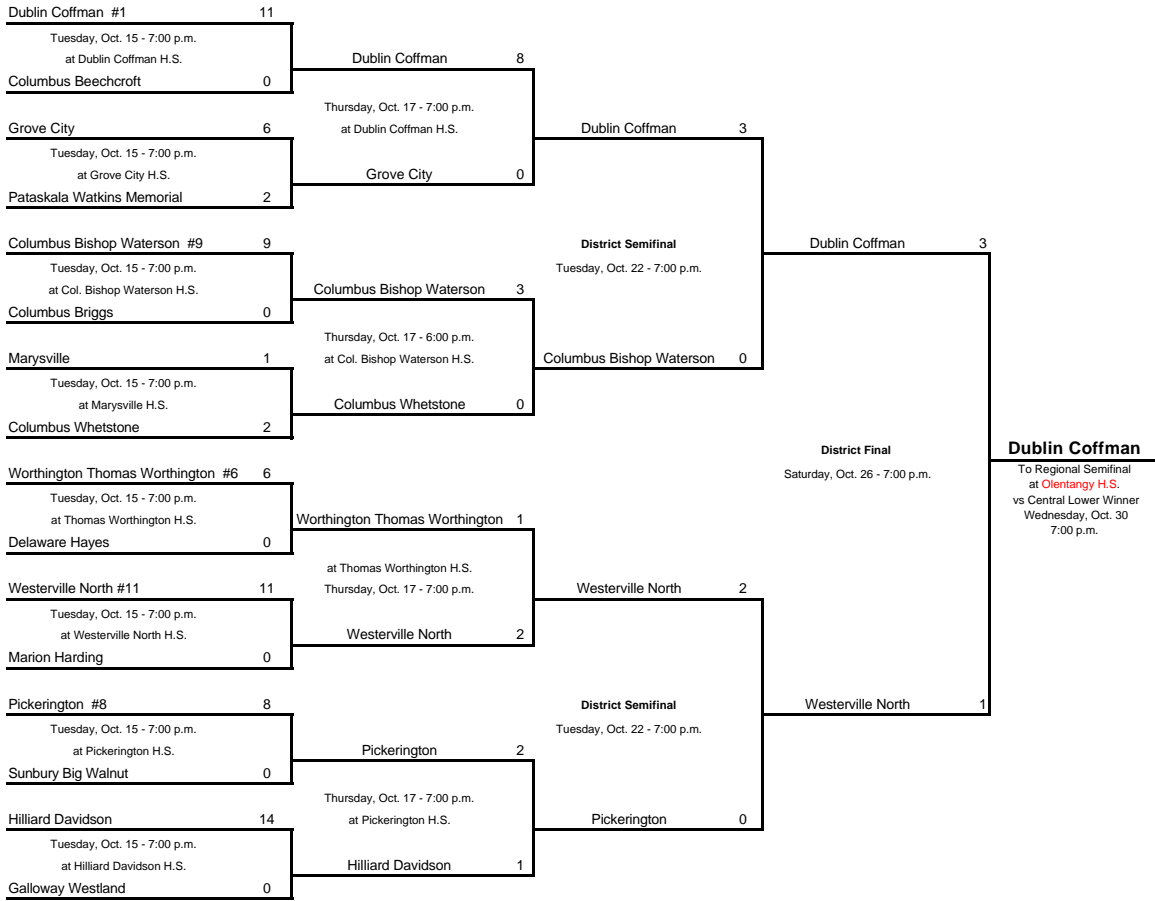 Dublin Coffman #1 11
Tuesday, Oct. 15 - 7:00 p.m.
at Dublin Coffman H.S.
Columbus Beechcroft 0
Grove City 6
Tuesday, Oct. 15 - 7:00 p.m.
at Grove City H.S.
Pataskala Watkins Memorial 2
Columbus Bishop Waterson #9 9
Tuesday, Oct. 15 - 7:00 p.m.
at Col. Bishop Waterson H.S.
Columbus Briggs 0
Marysville 1
Tuesday, Oct. 15 - 7:00 p.m.
at Marysville H.S.
Columbus Whetstone 2
Worthington Thomas Worthington #6 6
Tuesday, Oct. 15 - 7:00 p.m.
at Thomas Worthington H.S.
Delaware Hayes 0
Westerville North #11 11
Tuesday, Oct. 15 - 7:00 p.m.
at Westerville North H.S.
Marion Harding 0
Pickerington #8 8
Tuesday, Oct. 15 - 7:00 p.m.
at Pickerington H.S.
Sunbury Big Walnut 0
Hilliard Davidson 14
Tuesday, Oct. 15 - 7:00 p.m.
at Hilliard Davidson H.S.
Galloway Westland 0
Dublin Coffman 8
Thursday, Oct. 17 - 7:00 p.m.
at Dublin Coffman H.S.
Grove City 0
Columbus Bishop Waterson 3
Thursday, Oct. 17 - 6:00 p.m.
at Col. Bishop Waterson H.S.
Columbus Whetstone 0
Worthington Thomas Worthington 1
at Thomas Worthington H.S.
Thursday, Oct. 17 - 7:00 p.m.
Westerville North 2
Pickerington 2
Thursday, Oct. 17 - 7:00 p.m.
at Pickerington H.S.
Hilliard Davidson 1
Dublin Coffman 3
District Semifinal
Tuesday, Oct. 22 - 7:00 p.m.
Columbus Bishop Waterson 0
Westerville North 2
District Semifinal
Tuesday, Oct. 22 - 7:00 p.m.
Pickerington 0
Dublin Coffman 3
District Final
Saturday, Oct. 26 - 7:00 p.m.
Westerville North 1
Dublin Coffman
To Regional Semifinal
at Olentangy H.S.
vs Central Lower Winner
Wednesday, Oct. 30
7:00 p.m.